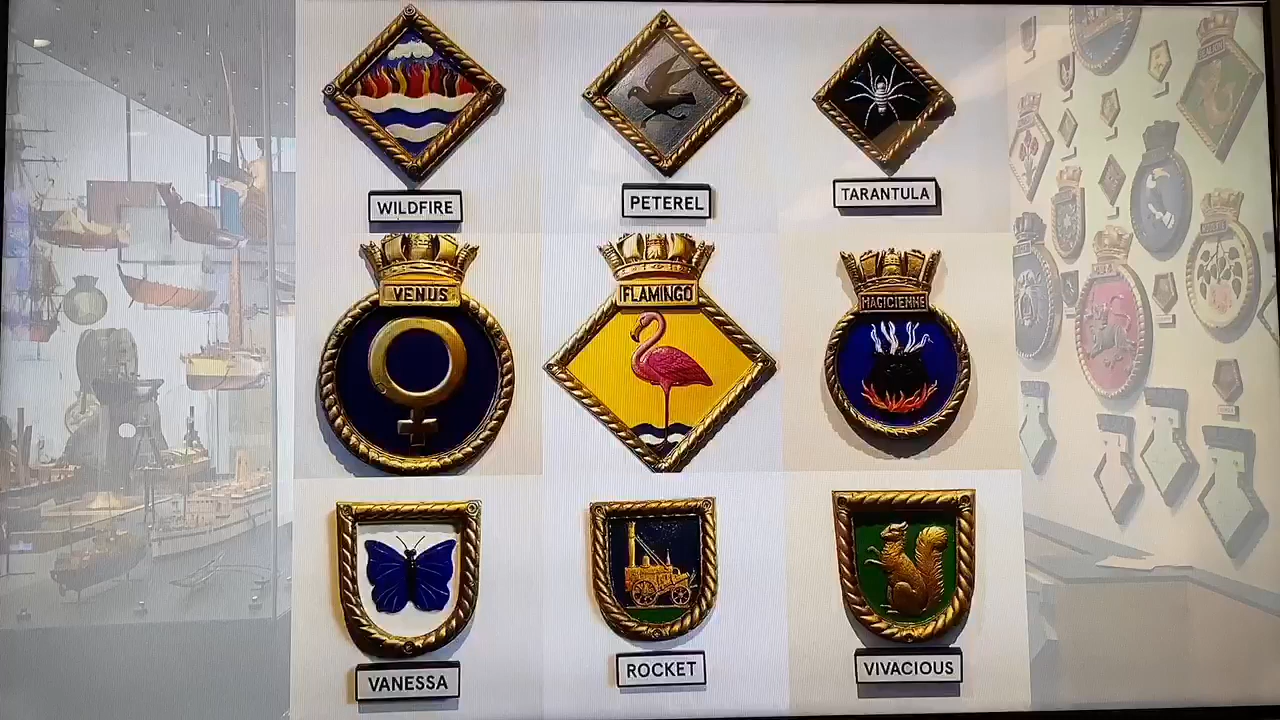 WILDFIRE
PETEREL
TARANTULA
VENUS
FLAMINGO
MAGICIENNE
VANESSA
ROCKET
VIVACIOUS